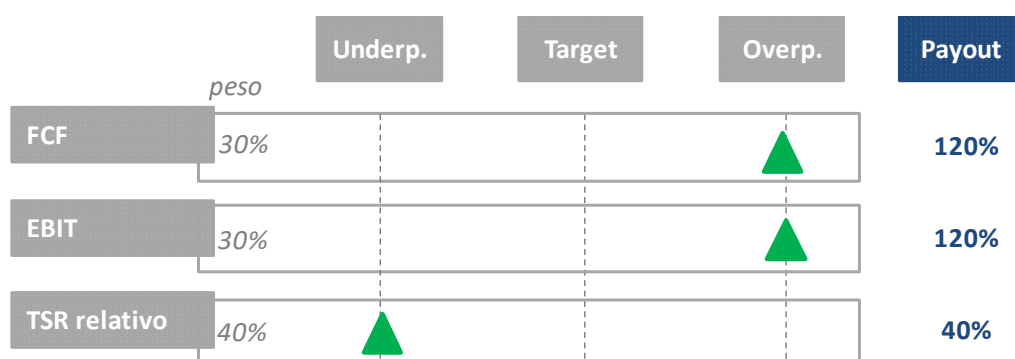 Underp. Target Overp. Payout
peso
FCF 30% 120%
EBIT 30% 120%
TSR relativo 40% 40%